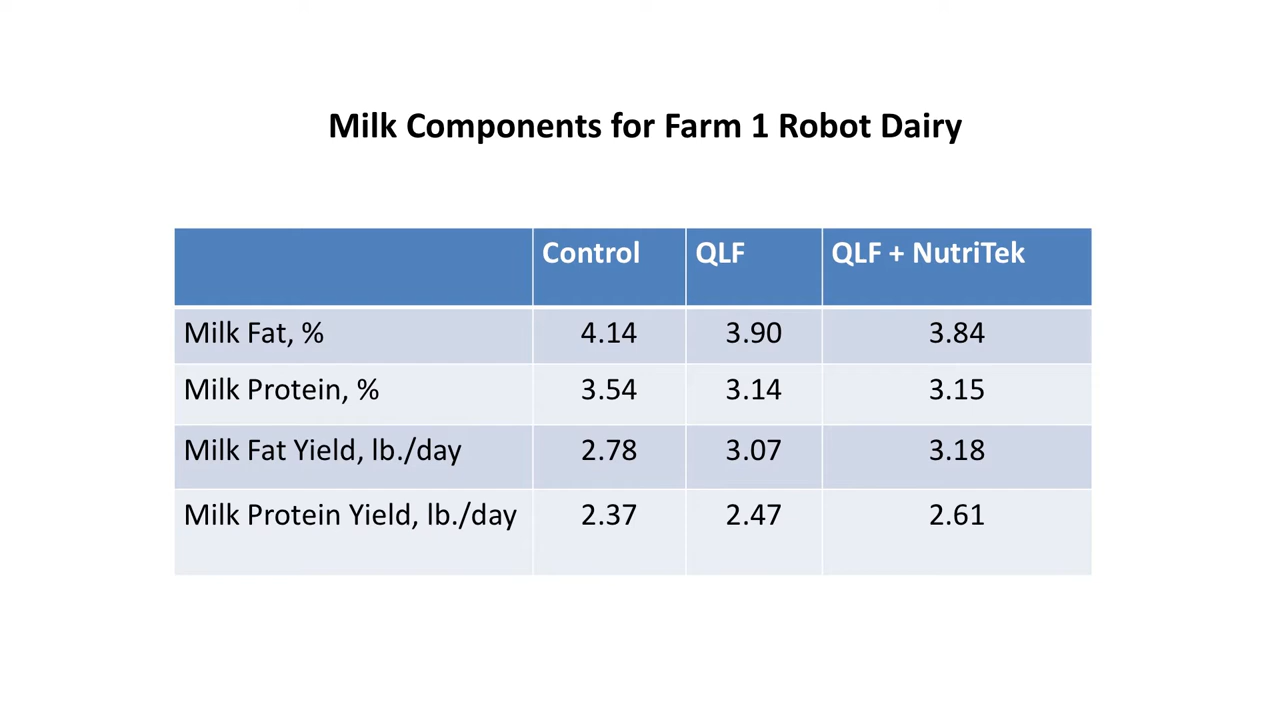 Milk Components for Farm 1 Robot Dairy
Control QLF QLF + NutriTek
Milk Fat, % 4.14 3.90 3.84
Milk Protein, % 3.54 3.14 3.15
Milk Fat Yield, lb./day 2.78 3.07 3.18
Milk Protein Yield, lb./day 2.37 2.47 2.61